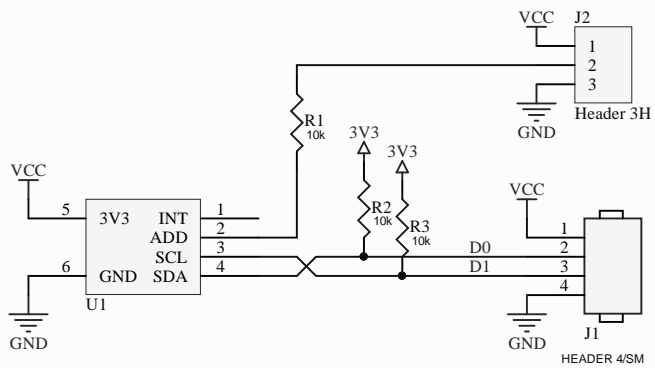 VCC J2
1
2
3
Header 3H
GND
R1
10k
3V3
3V3
R2
10k
R3
10k
VCC
5 3V3 INT 1
ADD 2
SCL 3
6 GND SDA 4
U1
GND
VCC
1
D0 2
D1 3
4
GND
J1
HEADER 4/SM